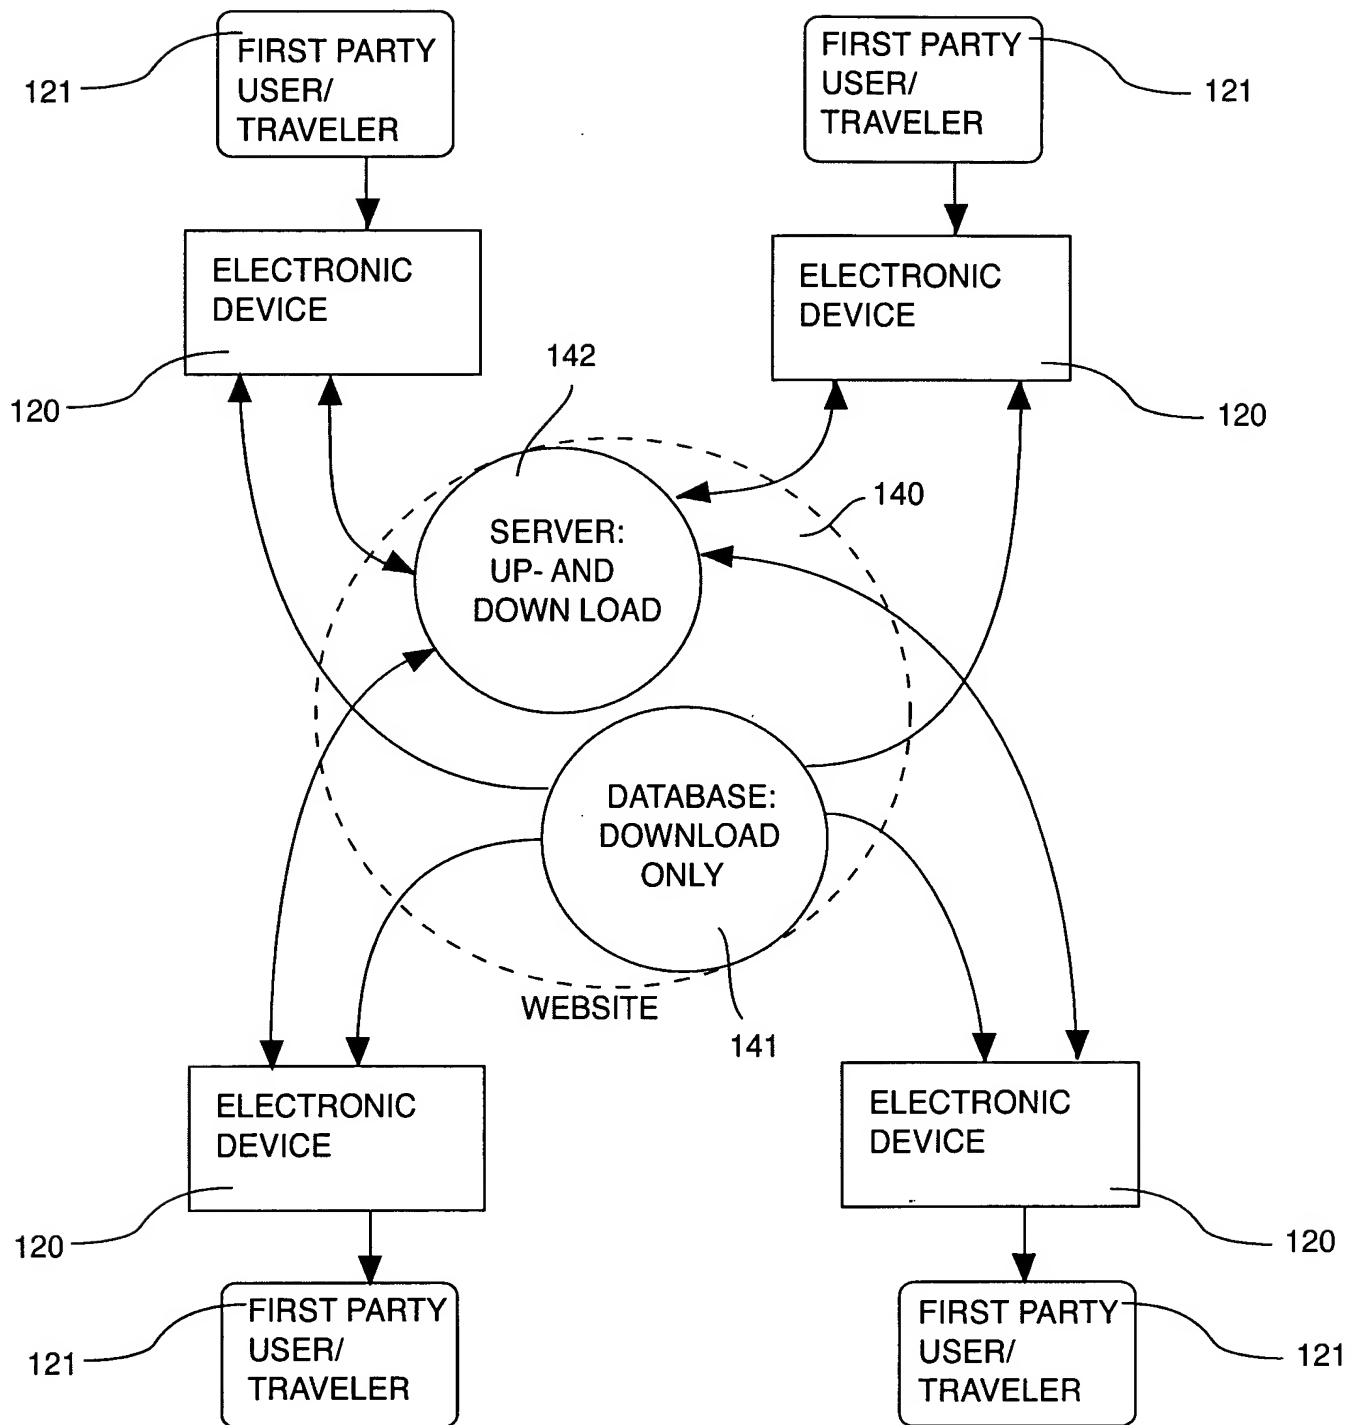 FIRST PARTY
USER/
TRAVELER
121
FIRST PARTY
USER/
TRAVELER
121
ELECTRONIC
DEVICE
120
ELECTRONIC
DEVICE
120
142
140
SERVER:
UP- AND
DOWN LOAD
DATABASE:
DOWNLOAD
ONLY
WEBSITE
141
ELECTRONIC
DEVICE
120
ELECTRONIC
DEVICE
120
FIRST PARTY
USER/
TRAVELER
121
FIRST PARTY
USER/
TRAVELER
121